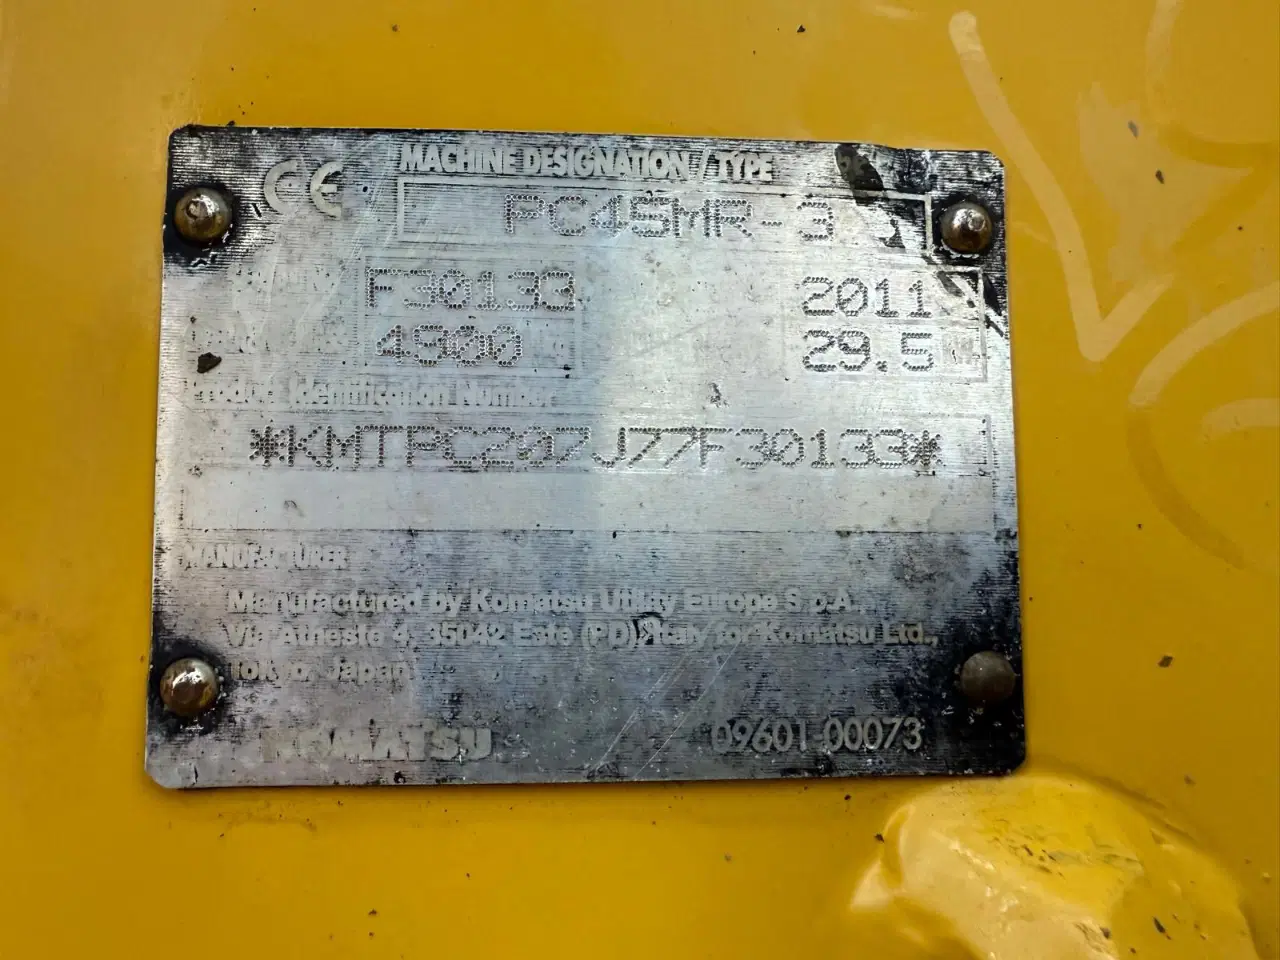 CE MACHINE DESIGNATION / TYPE
PC45MR-3
F30133 2011
4900 29.5
Product Identification Number
*KMTPC207J77F30133*
MANUFACTURER
Manufactured by Komatsu Utility Europe S.p.A.,
Via Atheste 4, 35042 Este (PD), Italy for Komatsu Ltd.,
Tokyo, Japan
KOMATSU 09601-00073